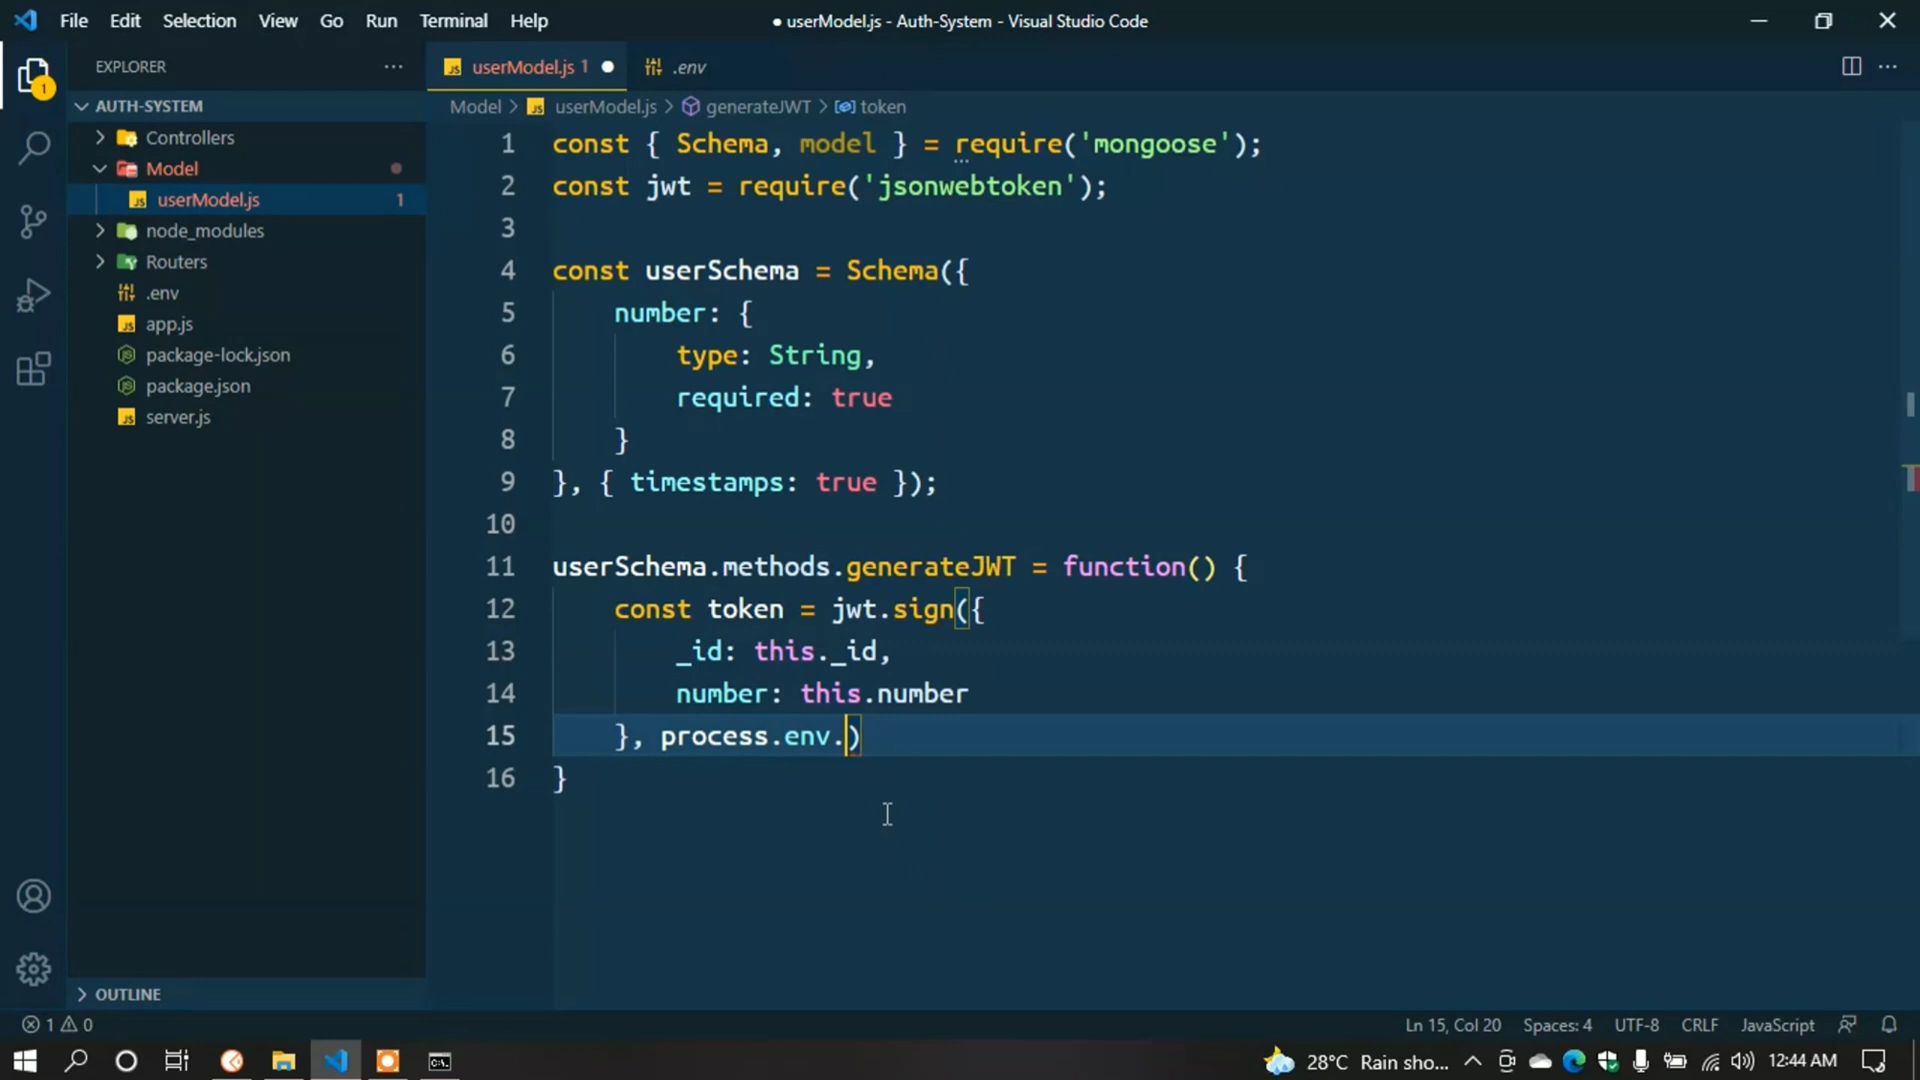 File Edit Selection View Go Run Terminal Help
● userModel.js - Auth-System - Visual Studio Code
EXPLORER
AUTH-SYSTEM
Controllers
Model
userModel.js 1
node_modules
Routers
.env
app.js
package-lock.json
package.json
server.js
OUTLINE
1
userModel.js 1 ●
.env
Model > userModel.js > generateJWT > token
1 const { Schema, model } = require('mongoose');
2 const jwt = require('jsonwebtoken');
3
4 const userSchema = Schema({
5 number: {
6 type: String,
7 required: true
8 }
9 }, { timestamps: true });
10
11 userSchema.methods.generateJWT = function() {
12 const token = jwt.sign({
13 _id: this._id,
14 number: this.number
15 }, process.env.)
16 }
1 0
Ln 15, Col 20 Spaces: 4 UTF-8 CRLF JavaScript
28°C Rain sho... 12:44 AM